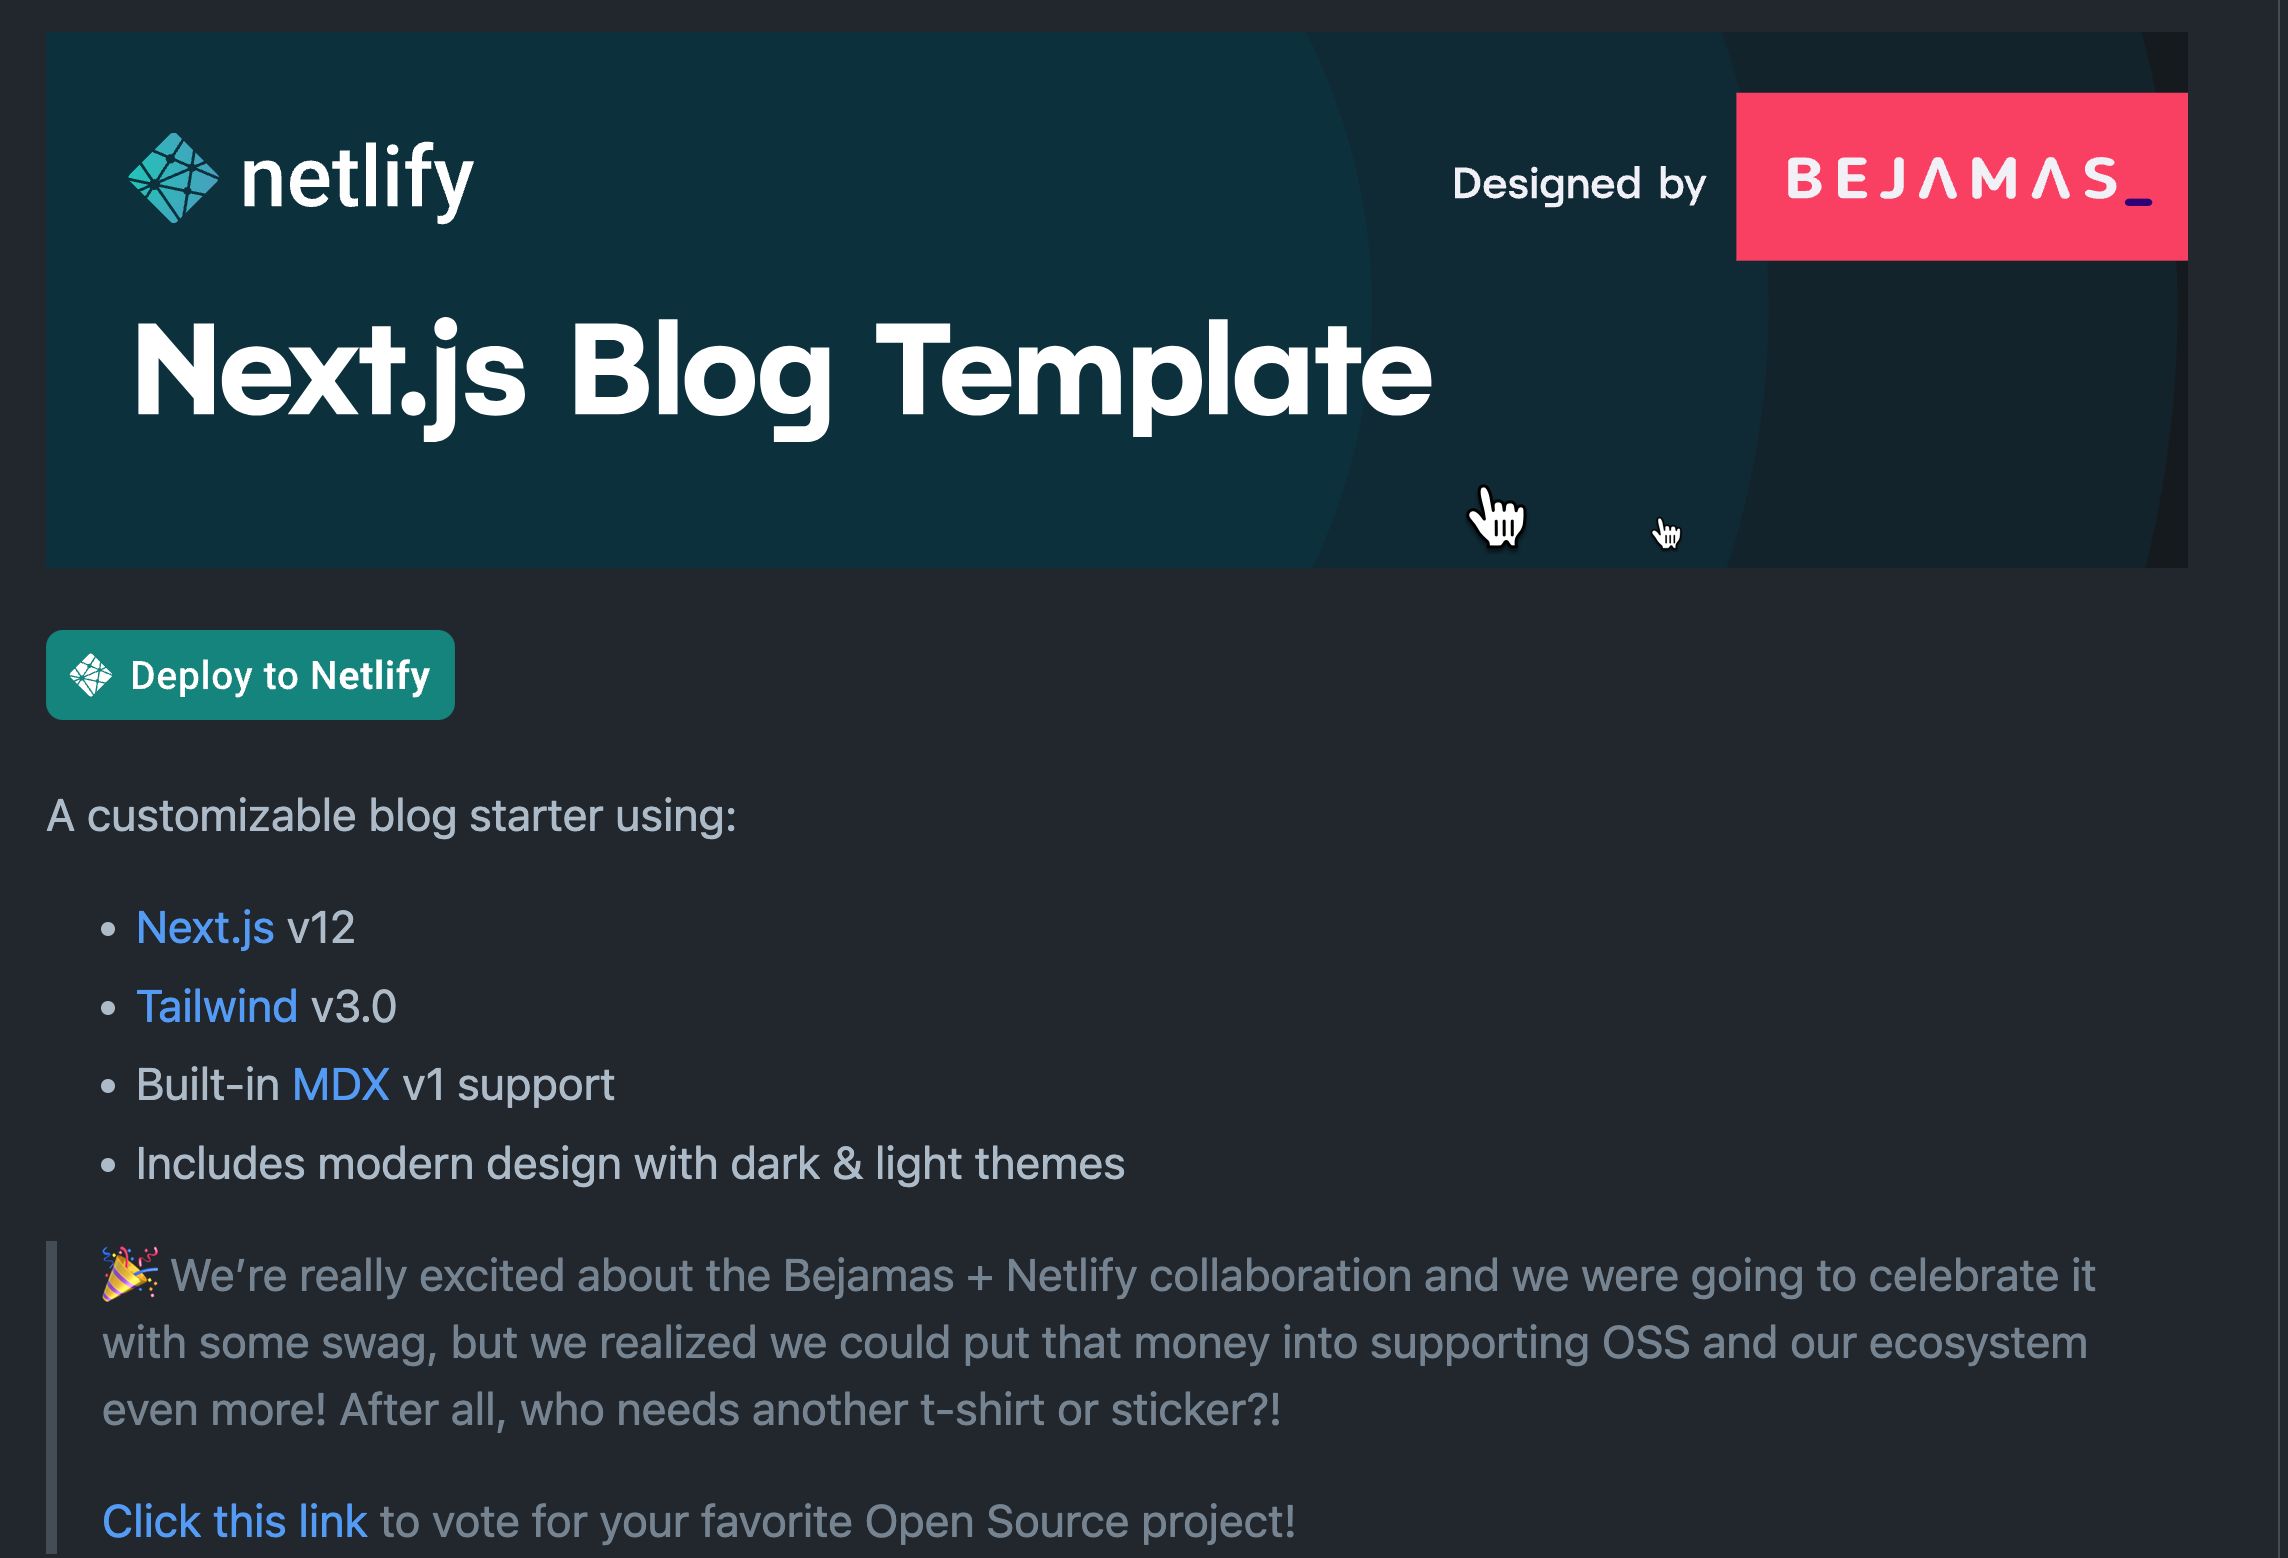 netlify
Designed by
BEJAMAS_
Next.js Blog Template
Deploy to Netlify
A customizable blog starter using:
• Next.js v12
• Tailwind v3.0
• Built-in MDX v1 support
• Includes modern design with dark & light themes
🎉 We’re really excited about the Bejamas + Netlify collaboration and we were going to celebrate it
with some swag, but we realized we could put that money into supporting OSS and our ecosystem
even more! After all, who needs another t-shirt or sticker?!
Click this link to vote for your favorite Open Source project!